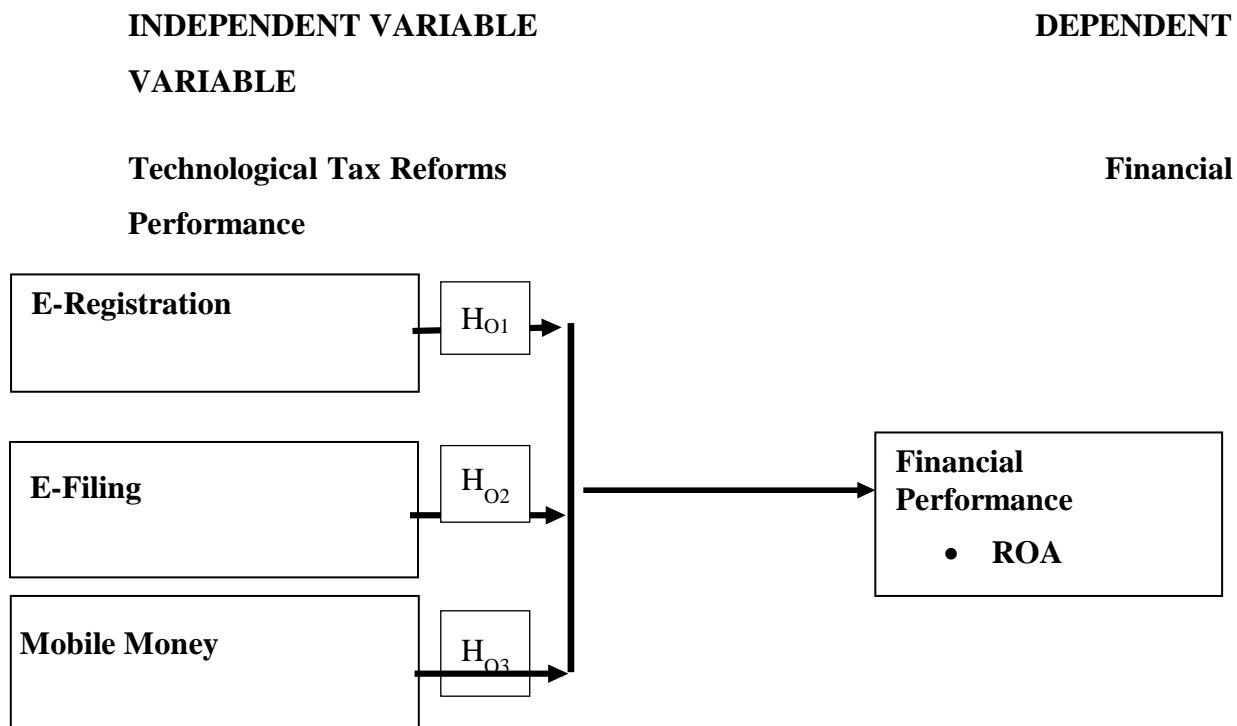 INDEPENDENT VARIABLE DEPENDENT
VARIABLE
Technological Tax Reforms Financial
Performance
E-Registration
HO1
E-Filing
HO2
Mobile Money
HO3
Financial
Performance
• ROA